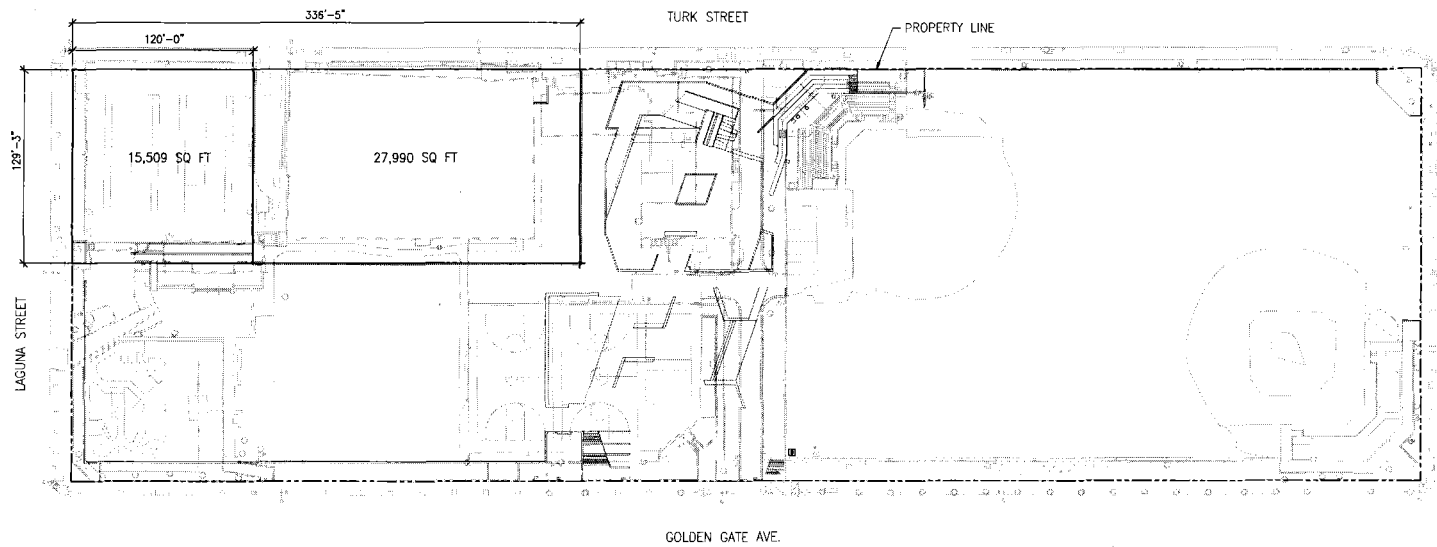 336'-5"
TURK STREET
120'-0"
PROPERTY LINE
129'-3"
15,509 SQ FT
27,990 SQ FT
LAGUNA STREET
GOLDEN GATE AVE.